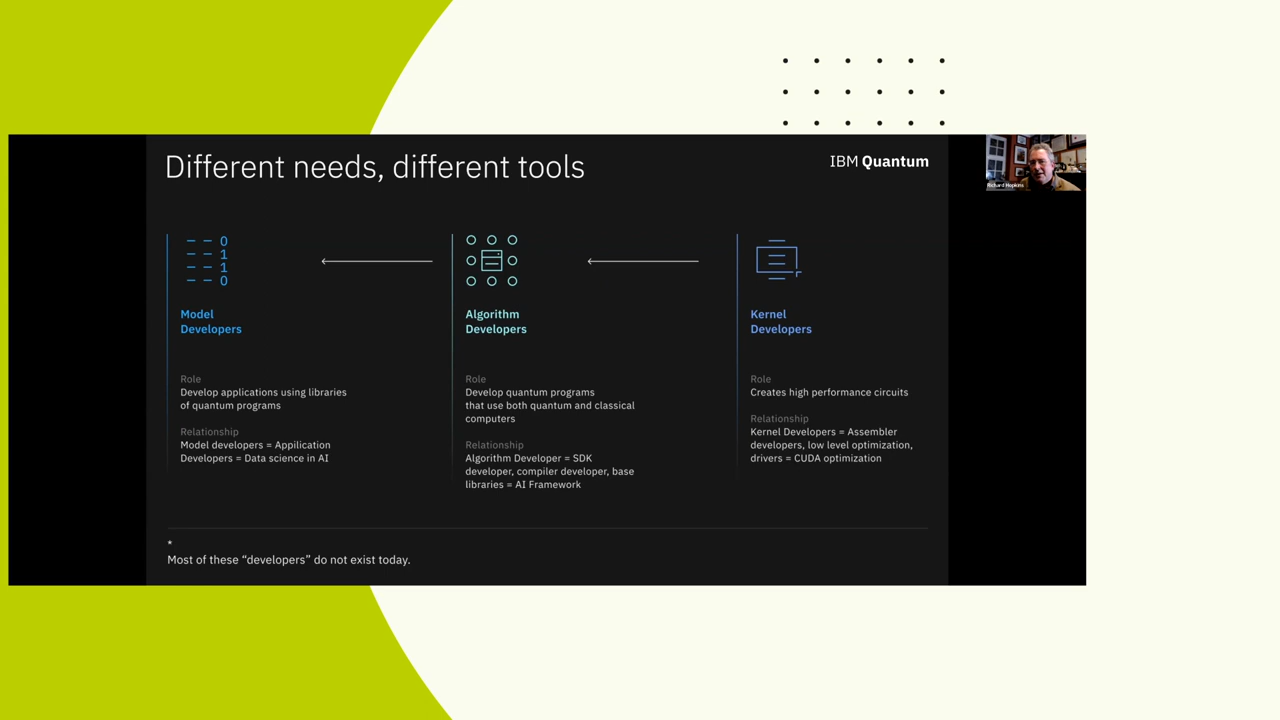 Different needs, different tools
IBM Quantum
Richard Hopkins
0
1
1
0
Model
Developers
Role
Develop applications using libraries
of quantum programs
Relationship
Model developers = Appilication
Developers = Data science in AI
Algorithm
Developers
Role
Develop quantum programs
that use both quantum and classical
computers
Relationship
Algorithm Developer = SDK
developer, compiler developer, base
libraries = AI Framework
Kernel
Developers
Role
Creates high performance circuits
Relationship
Kernel Developers = Assembler
developers, low level optimization,
drivers = CUDA optimization
*
Most of these “developers” do not exist today.